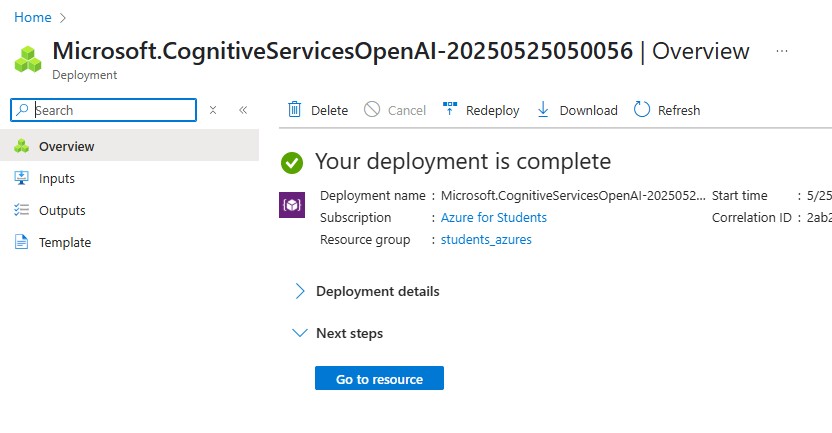 Home
Microsoft.CognitiveServicesOpenAI-20250525050056 | Overview ...
Deployment
Search
Delete Cancel Redeploy Download Refresh
Overview
Inputs
Outputs
Template
Your deployment is complete
Deployment name : Microsoft.CognitiveServicesOpenAI-2025052... Start time : 5/25
Subscription : Azure for Students Correlation ID : 2ab2
Resource group : students_azures
Deployment details
Next steps
Go to resource